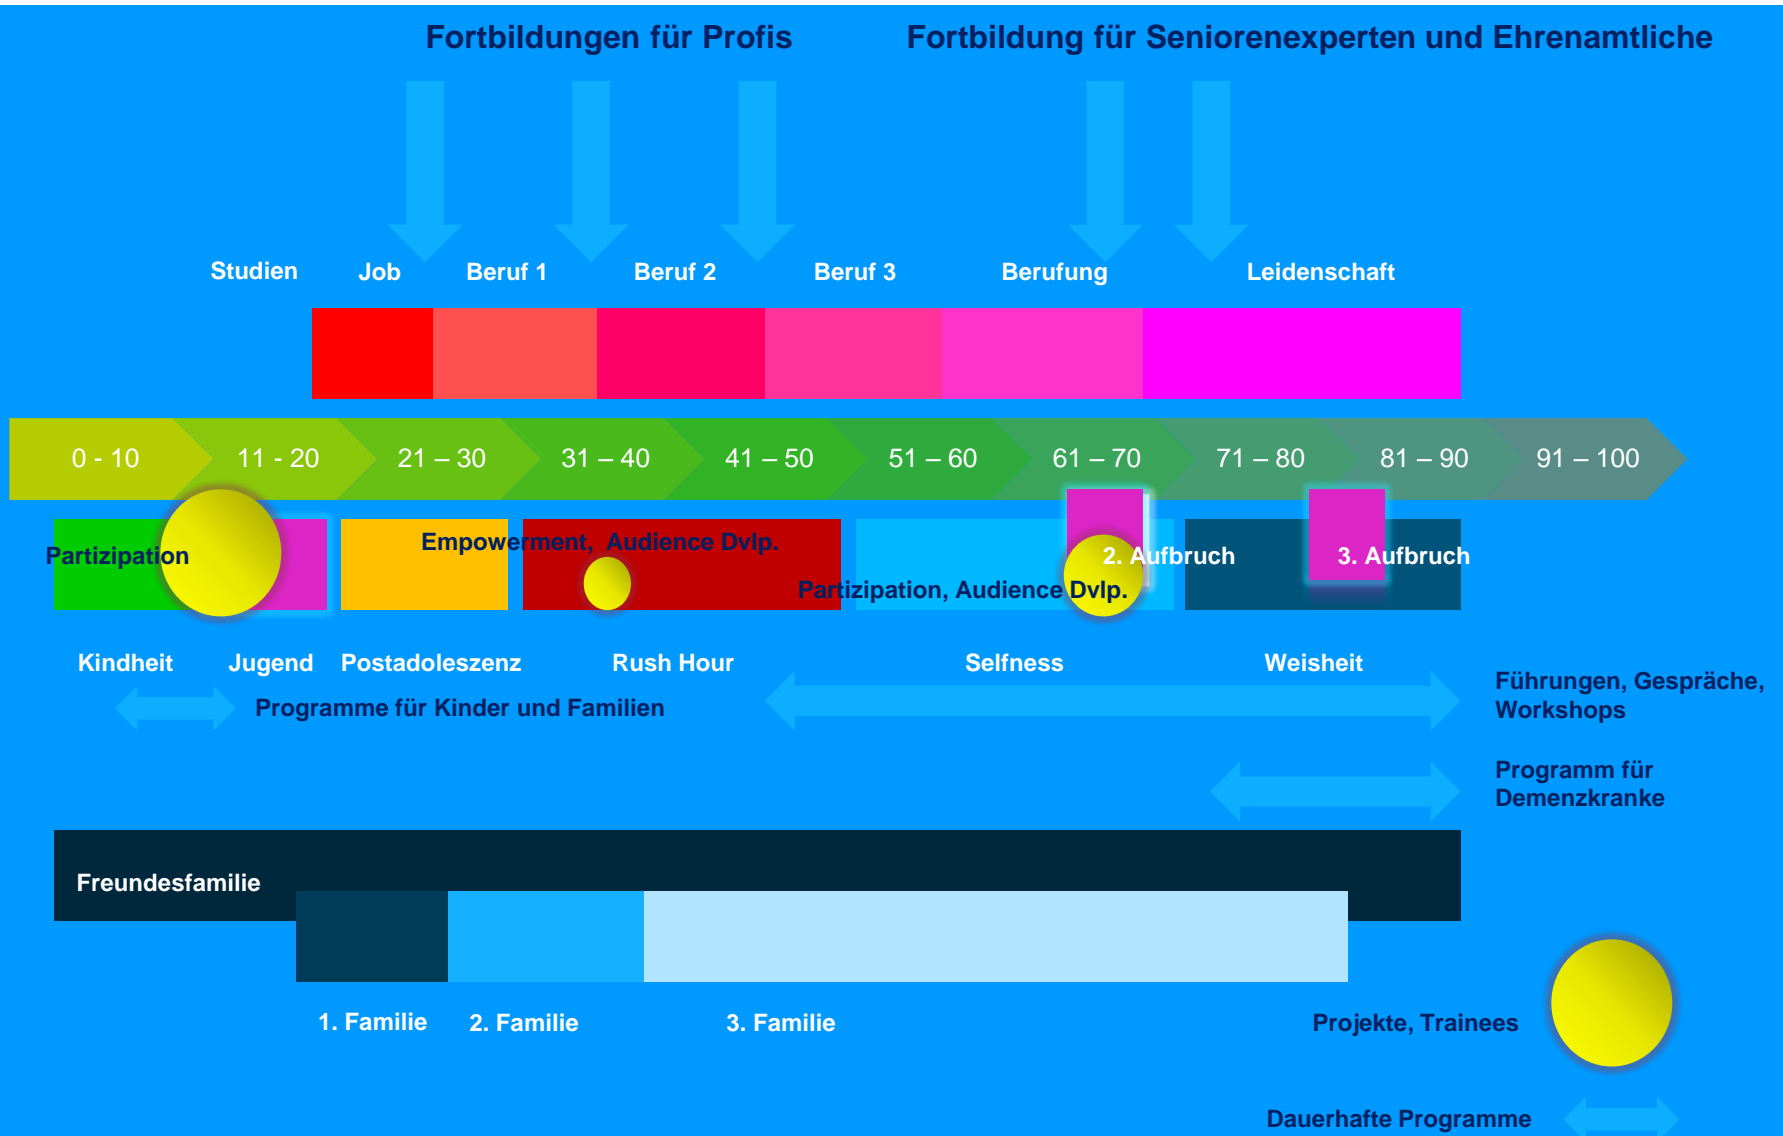 Fortbildungen für Profis
Fortbildung für Seniorenexperten und Ehrenamtliche
Studien
Job
Beruf 1
Beruf 2
Beruf 3
Berufung
Leidenschaft
0 - 10
11 - 20
21 – 30
31 – 40
41 – 50
51 – 60
61 – 70
71 – 80
81 – 90
91 – 100
Partizipation
Empowerment, Audience Dvlp.
2. Aufbruch
3. Aufbruch
Partizipation, Audience Dvlp.
Kindheit
Jugend
Postadoleszenz
Rush Hour
Selfness
Weisheit
Programme für Kinder und Familien
Führungen, Gespräche,
Workshops
Programm für
Demenzkranke
Freundesfamilie
1. Familie
2. Familie
3. Familie
Projekte, Trainees
Dauerhafte Programme